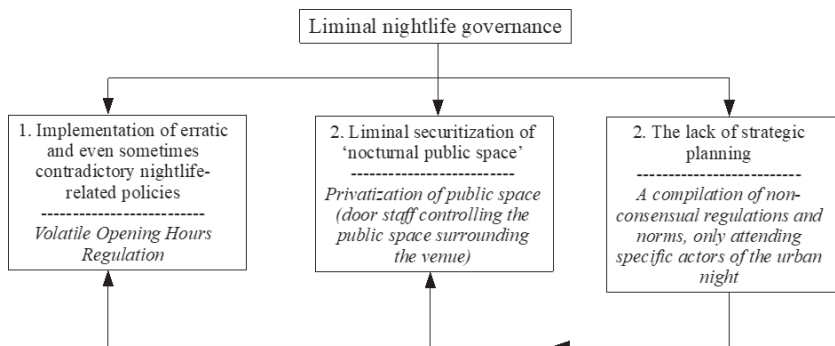 Liminal nightlife governance
1. Implementation of erratic
and even sometimes
contradictory nightlife-
related policies
---------------------------
Volatile Opening Hours
Regulation
2. Liminal securitization of
‘nocturnal public space’
---------------------------
Privatization of public space
(door staff controlling the
public space surrounding
the venue)
2. The lack of strategic
planning
---------------------------
A compilation of non-
consensual regulations and
norms, only attending
specific actors of the urban
night